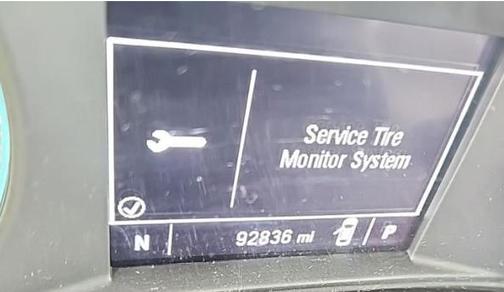 Service Tire
Monitor System
N
92836 mi
P